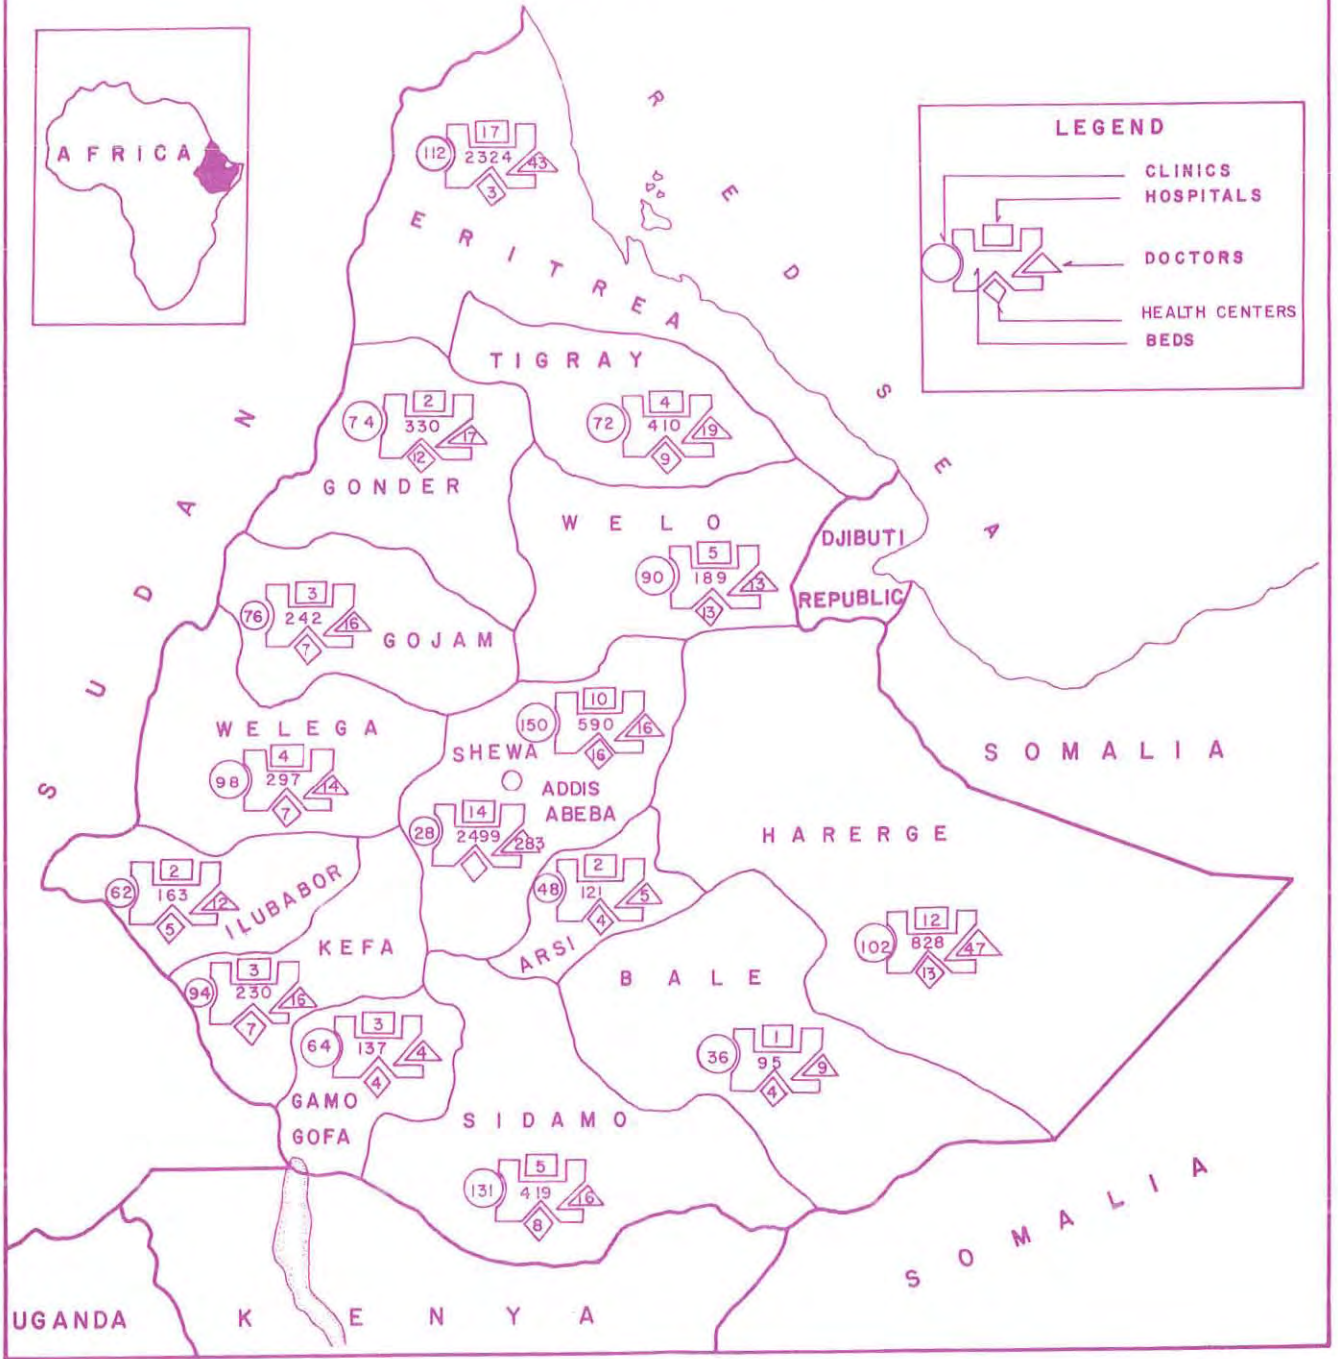 AFRICA
LEGEND
CLINICS
HOSPITALS
DOCTORS
HEALTH CENTERS
BEDS
RED SEA
SUDAN
17
112
2324
43
3
ERITREA
TIGRAY
4
72
410
19
9
2
74
330
17
12
GONDER
WELO
5
90
189
13
13
DJIBUTI
REPUBLIC
3
76
242
16
7
GOJAM
WELEGA
4
98
297
14
7
10
150
590
16
16
SHEWA
ADDIS
ABEBA
14
28
2499
283
SOMALIA
HARERGE
12
102
828
47
13
2
62
163
12
5
ILUBABOR
2
48
121
5
4
ARSI
KEFA
3
94
230
16
7
BALE
1
36
95
9
4
3
64
137
4
4
GAMO
GOFA
SIDAMO
5
131
419
16
8
SOMALIA
UGANDA
KENYA